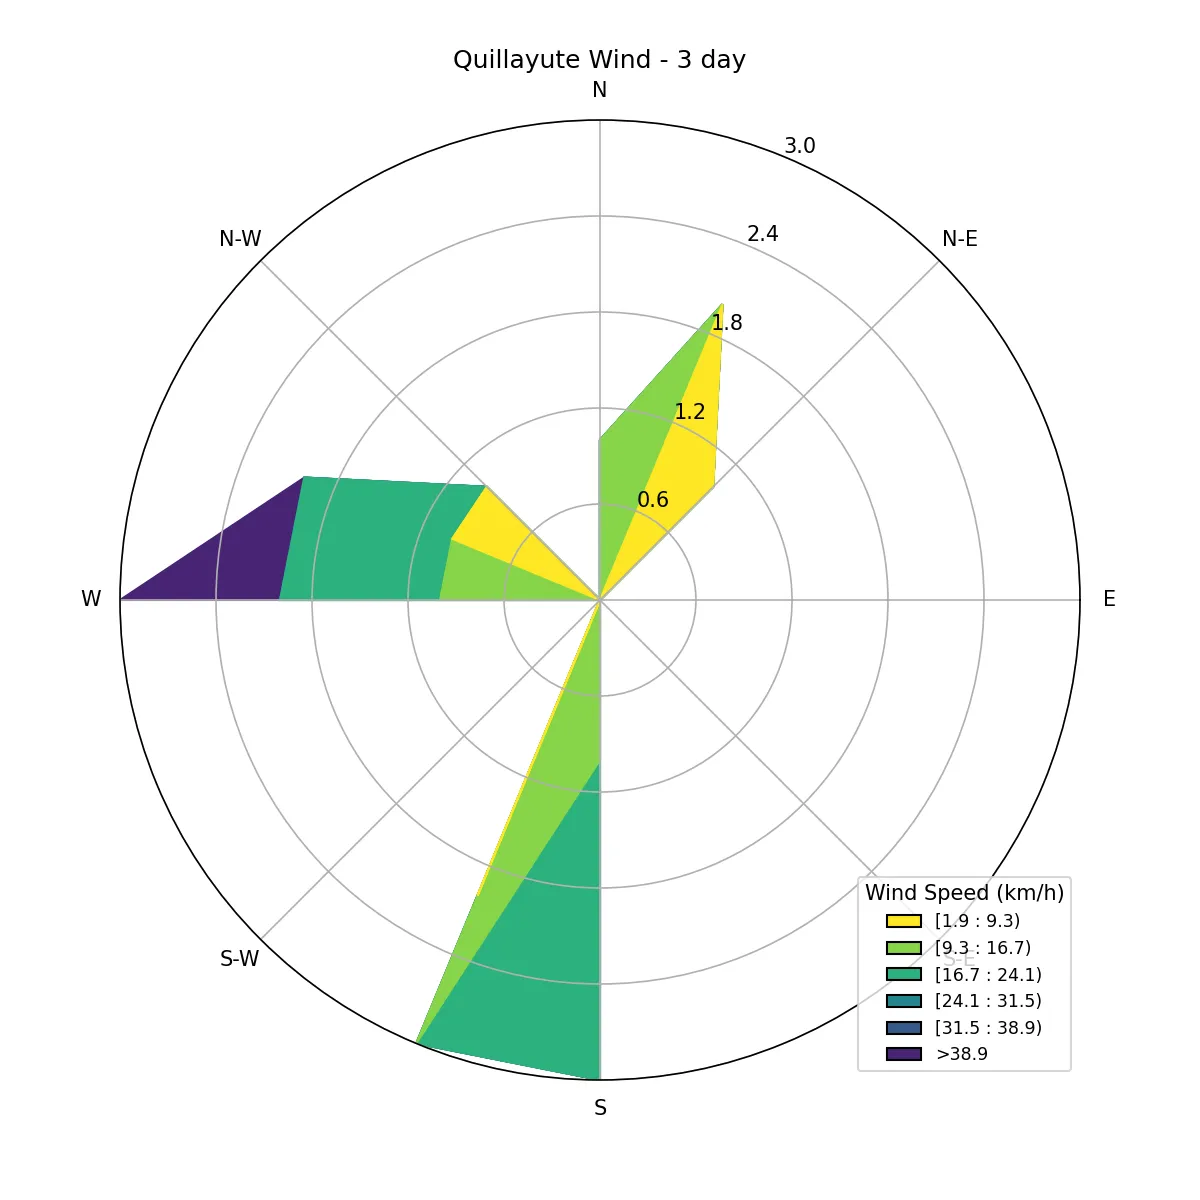 Quillayute Wind - 3 day
N
3.0
N-W
2.4
N-E
1.8
1.2
0.6
W
E
S-W
S-E
S
Wind Speed (km/h)
[1.9 : 9.3)
[9.3 : 16.7)
[16.7 : 24.1)
[24.1 : 31.5)
[31.5 : 38.9)
>38.9